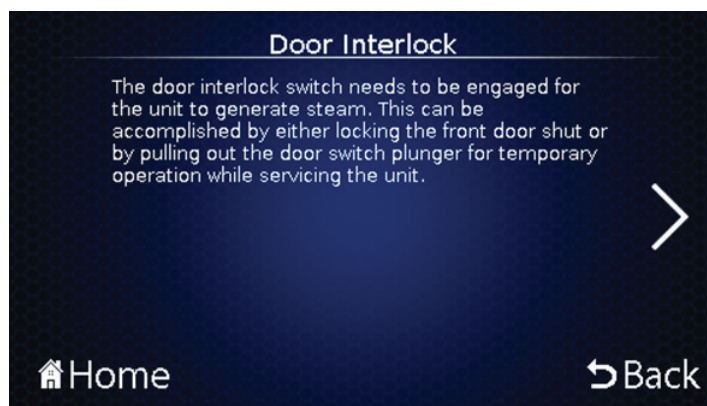 Door Interlock
The door interlock switch needs to be engaged for
the unit to generate steam. This can be
accomplished by either locking the front door shut or
by pulling out the door switch plunger for temporary
operation while servicing the unit.
Home
Back